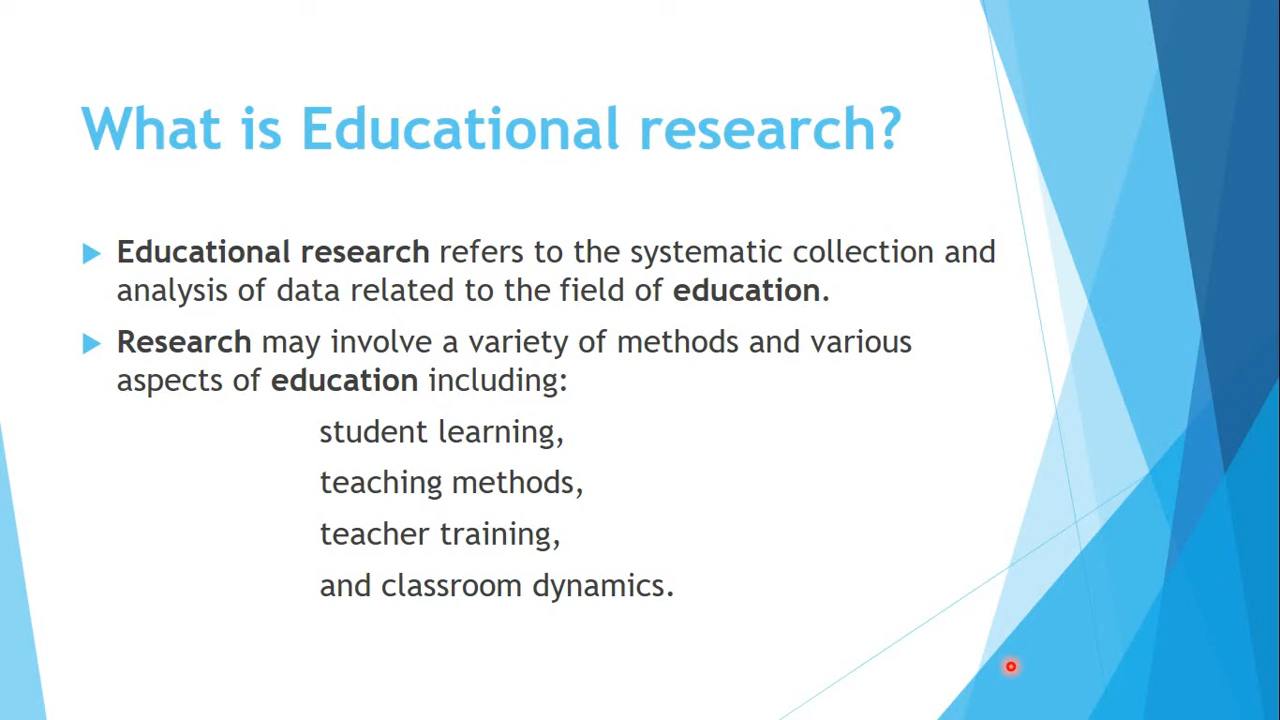 What is Educational research?
Educational research refers to the systematic collection and
analysis of data related to the field of education.
Research may involve a variety of methods and various
aspects of education including:
student learning,
teaching methods,
teacher training,
and classroom dynamics.